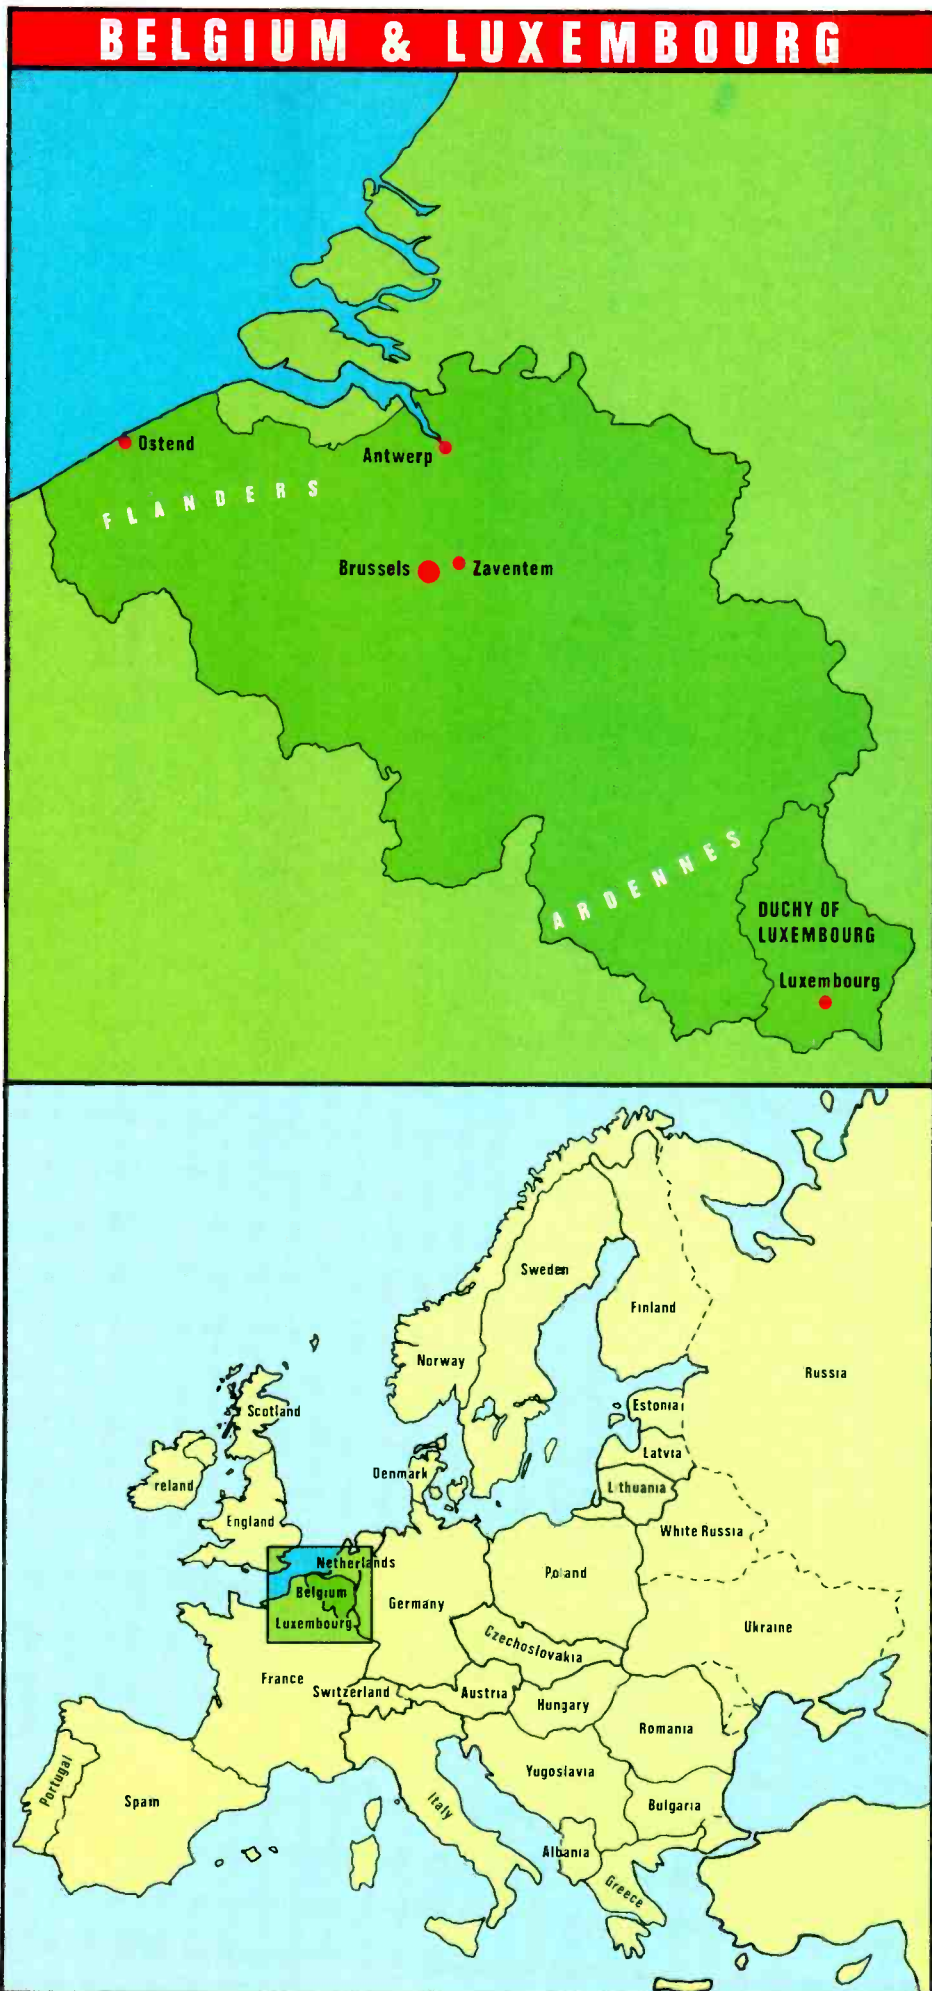 BELGIUM & LUXEMBOURG
Ostend
Antwerp
FLANDERS
Brussels
Zaventem
ARDENNES
DUCHY OF
LUXEMBOURG
Luxembourg
Sweden
Finland
Norway
Russia
Scotland
Estonia
Latvia
Denmark
Lithuania
reland
England
White Russia
Netherlands
Poland
Belgium
Germany
Luxembourg
Ukraine
Czechoslovakia
France
Switzerland
Austria
Hungary
Romania
Portugal
Yugoslavia
Spain
Italy
Bulgaria
Albania
Greece